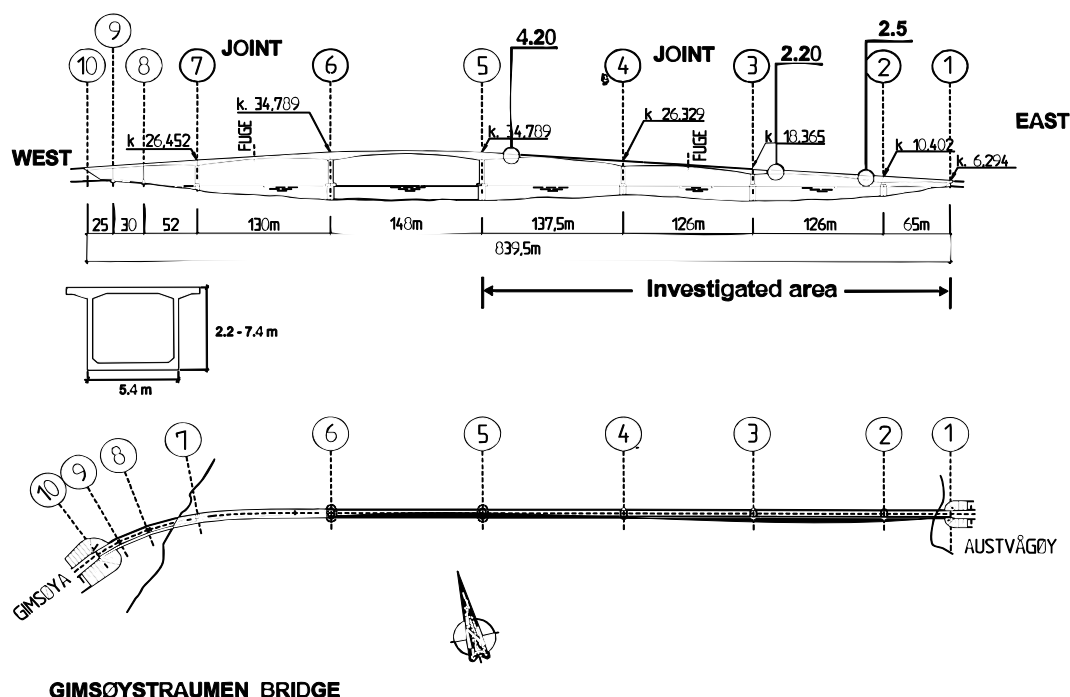 9
4.20
2.5
JOINT
JOINT
2.20
10
8
7
6
5
4
3
2
1
k. 34,789
k. 26,329
EAST
FUGE
k 26,452
k. 34,789
FUGE
k 18,365
k 10,402
WEST
k. 6,294
25 30 52 130m 148m 137,5m 126m 126m 65m
839,5m
Investigated area
2.2 - 7.4 m
5.4 m
10
9
8
7
6
5
4
3
2
1
AUSTVÅGØY
GIMSØYA
GIMSØYSTRAUMEN BRIDGE